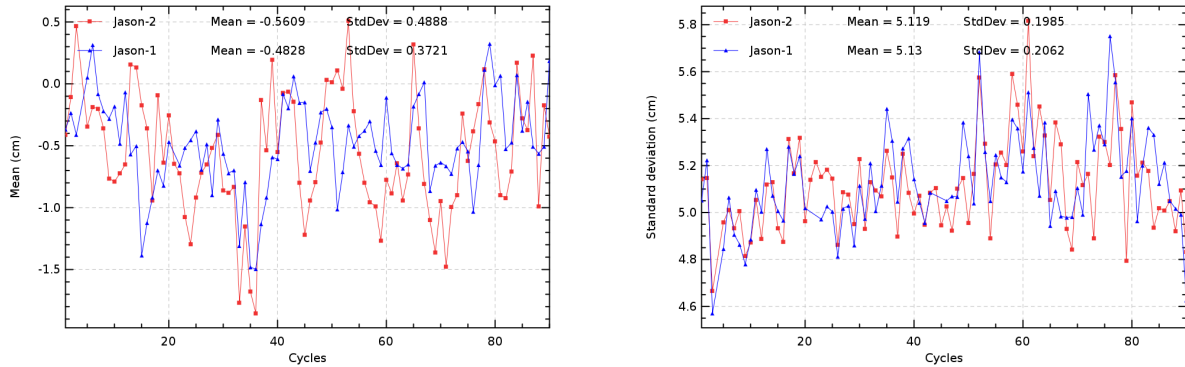 Jason-2 Mean = -0.5609 StdDev = 0.4888
Jason-1 Mean = -0.4828 StdDev = 0.3721
0.5
0.0
-0.5
-1.0
-1.5
Mean (cm)
20 40 60 80
Cycles
Jason-2 Mean = 5.119 StdDev = 0.1985
Jason-1 Mean = 5.13 StdDev = 0.2062
5.8
5.6
5.4
5.2
5.0
4.8
4.6
Standard deviation (cm)
20 40 60 80
Cycles